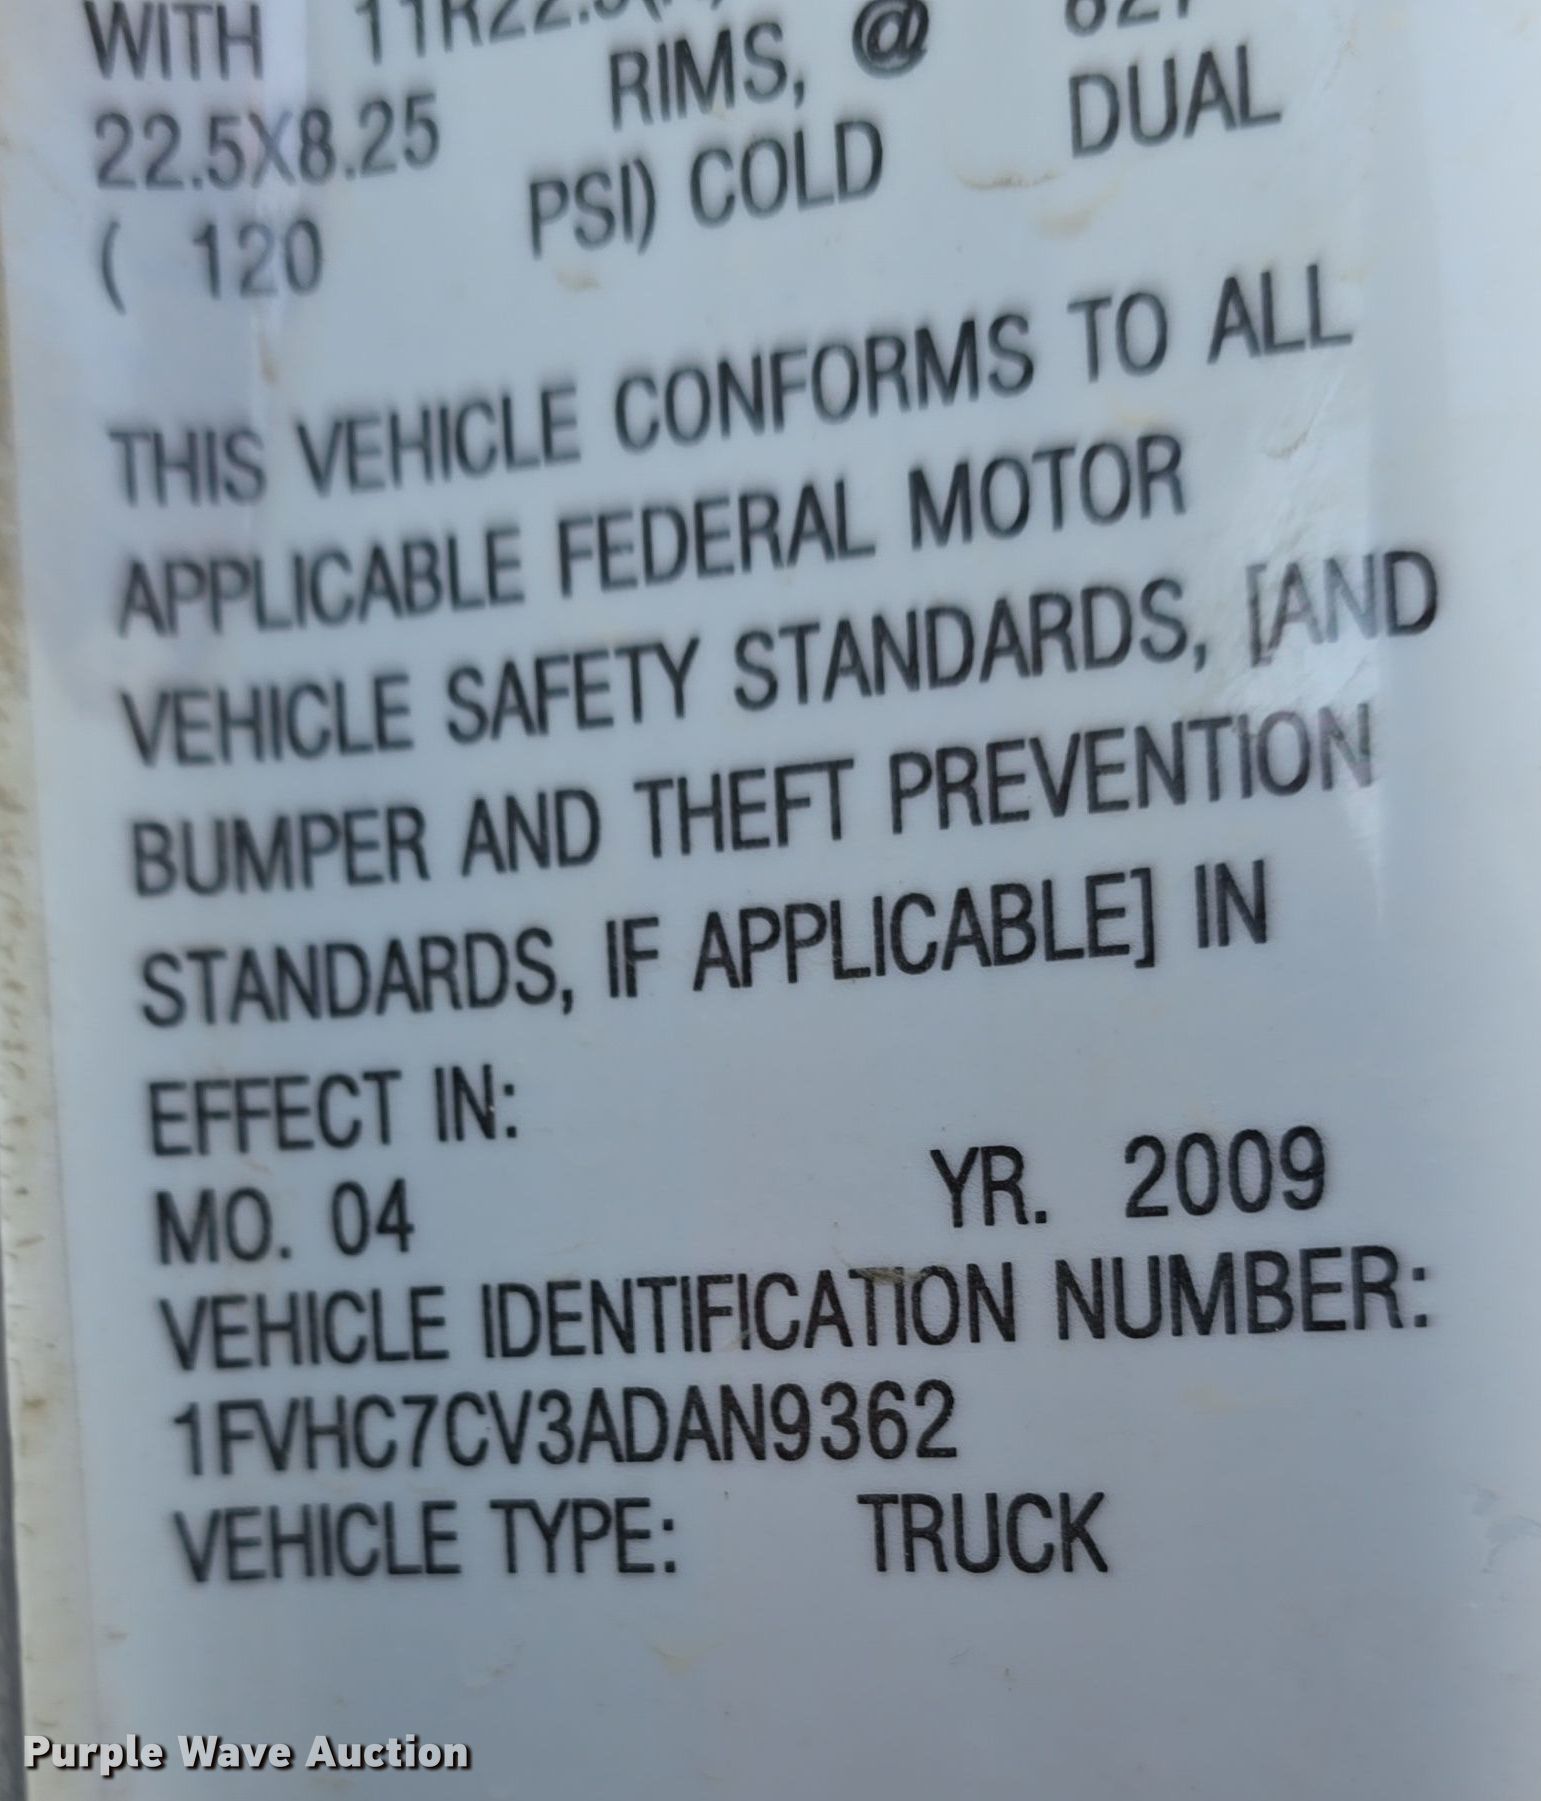 WITH 11R22.5
22.5X8.25 RIMS, @
( 120 PSI) COLD DUAL
THIS VEHICLE CONFORMS TO ALL
APPLICABLE FEDERAL MOTOR
VEHICLE SAFETY STANDARDS, [AND
BUMPER AND THEFT PREVENTION
STANDARDS, IF APPLICABLE] IN
EFFECT IN:
MO. 04 YR. 2009
VEHICLE IDENTIFICATION NUMBER:
1FVHC7CV3ADAN9362
VEHICLE TYPE: TRUCK
Purple Wave Auction